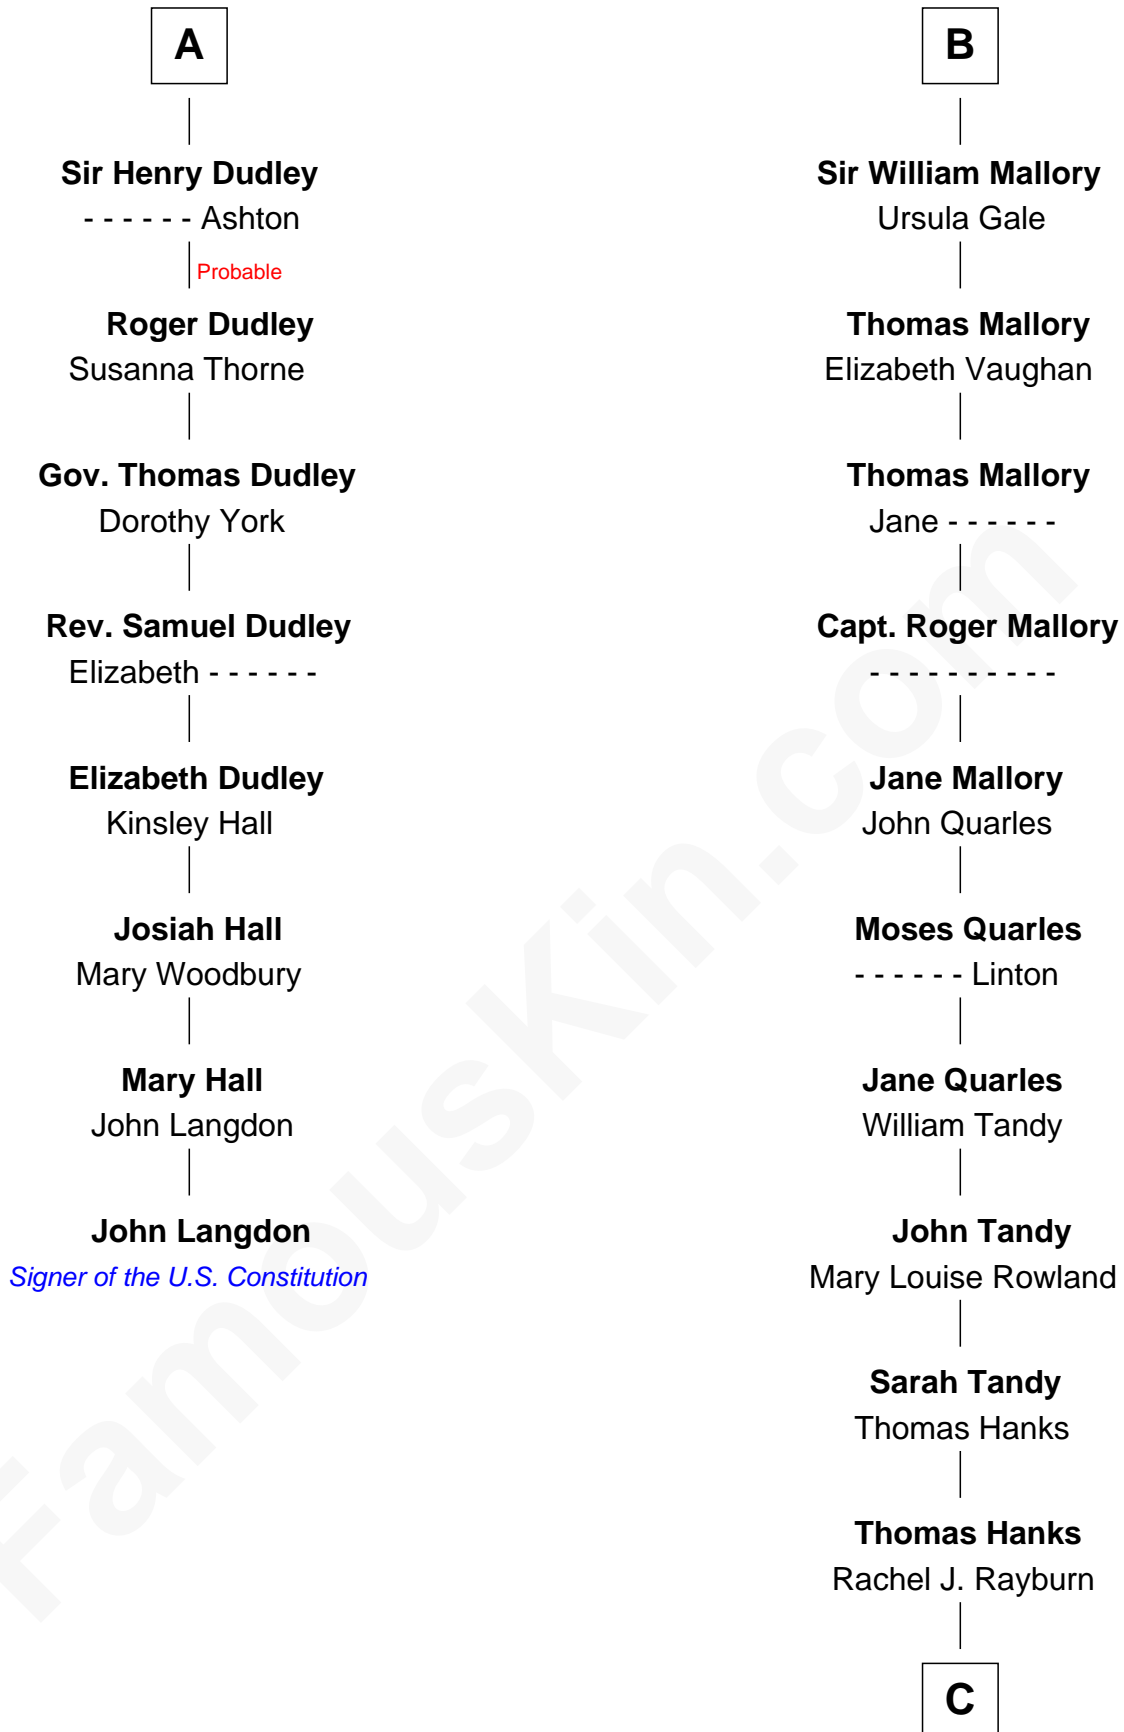 A
Sir Henry Dudley
- - - - - - Ashton
Probable
Roger Dudley
Susanna Thorne
Gov. Thomas Dudley
Dorothy York
Rev. Samuel Dudley
Elizabeth - - - - - -
Elizabeth Dudley
Kinsley Hall
Josiah Hall
Mary Woodbury
Mary Hall
John Langdon
John Langdon
Signer of the U.S. Constitution
B
Sir William Mallory
Ursula Gale
Thomas Mallory
Elizabeth Vaughan
Thomas Mallory
Jane - - - - - -
Capt. Roger Mallory
- - - - - - - - - -
Jane Mallory
John Quarles
Moses Quarles
- - - - - - Linton
Jane Quarles
William Tandy
John Tandy
Mary Louise Rowland
Sarah Tandy
Thomas Hanks
Thomas Hanks
Rachel J. Rayburn
C
FamousKin.com